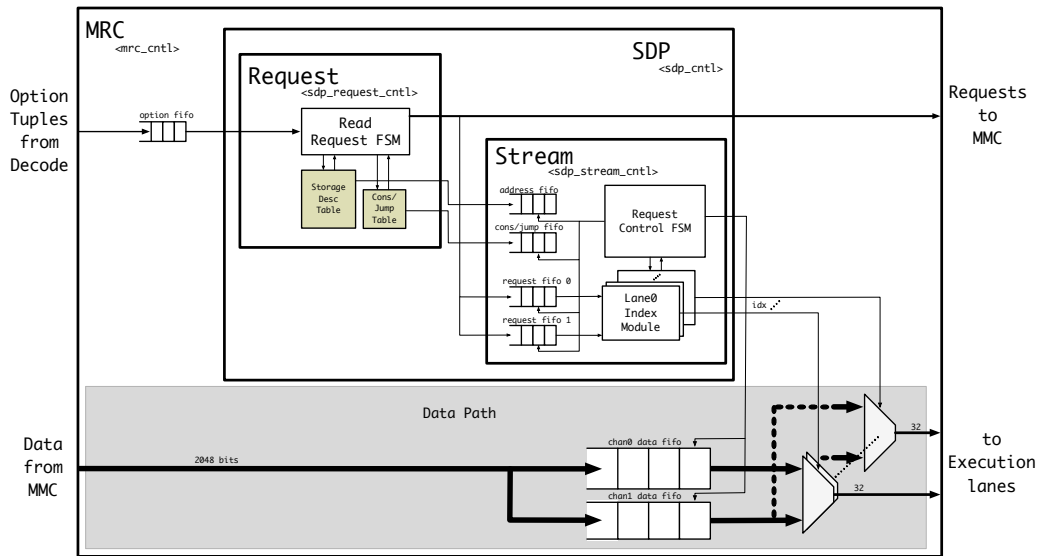 MRC
<mrc_cntl>
SDP
<sdp_cntl>
Request
<sdp_request_cntl>
Option
Tuples
from
Decode
option fifo
Read
Request FSM
Requests
to
MMC
Storage
Desc
Table
Cons/
Jump
Table
Stream
<sdp_stream_cntl>
address fifo
cons/jump fifo
Request
Control FSM
request fifo 0
request fifo 1
Lane0
Index
Module
idx
Data Path
Data
from
MMC
2048 bits
chan0 data fifo
chan1 data fifo
32
32
to
Execution
lanes